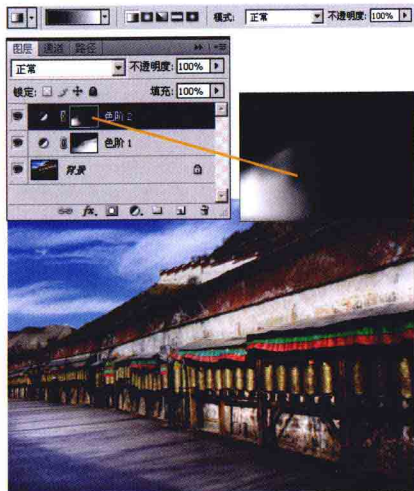 模式: 正常 不透明度: 100%
图层 通道 路径
正常 不透明度: 100%
锁定: 填充: 100%
色阶 2
色阶 1
背景
fx.